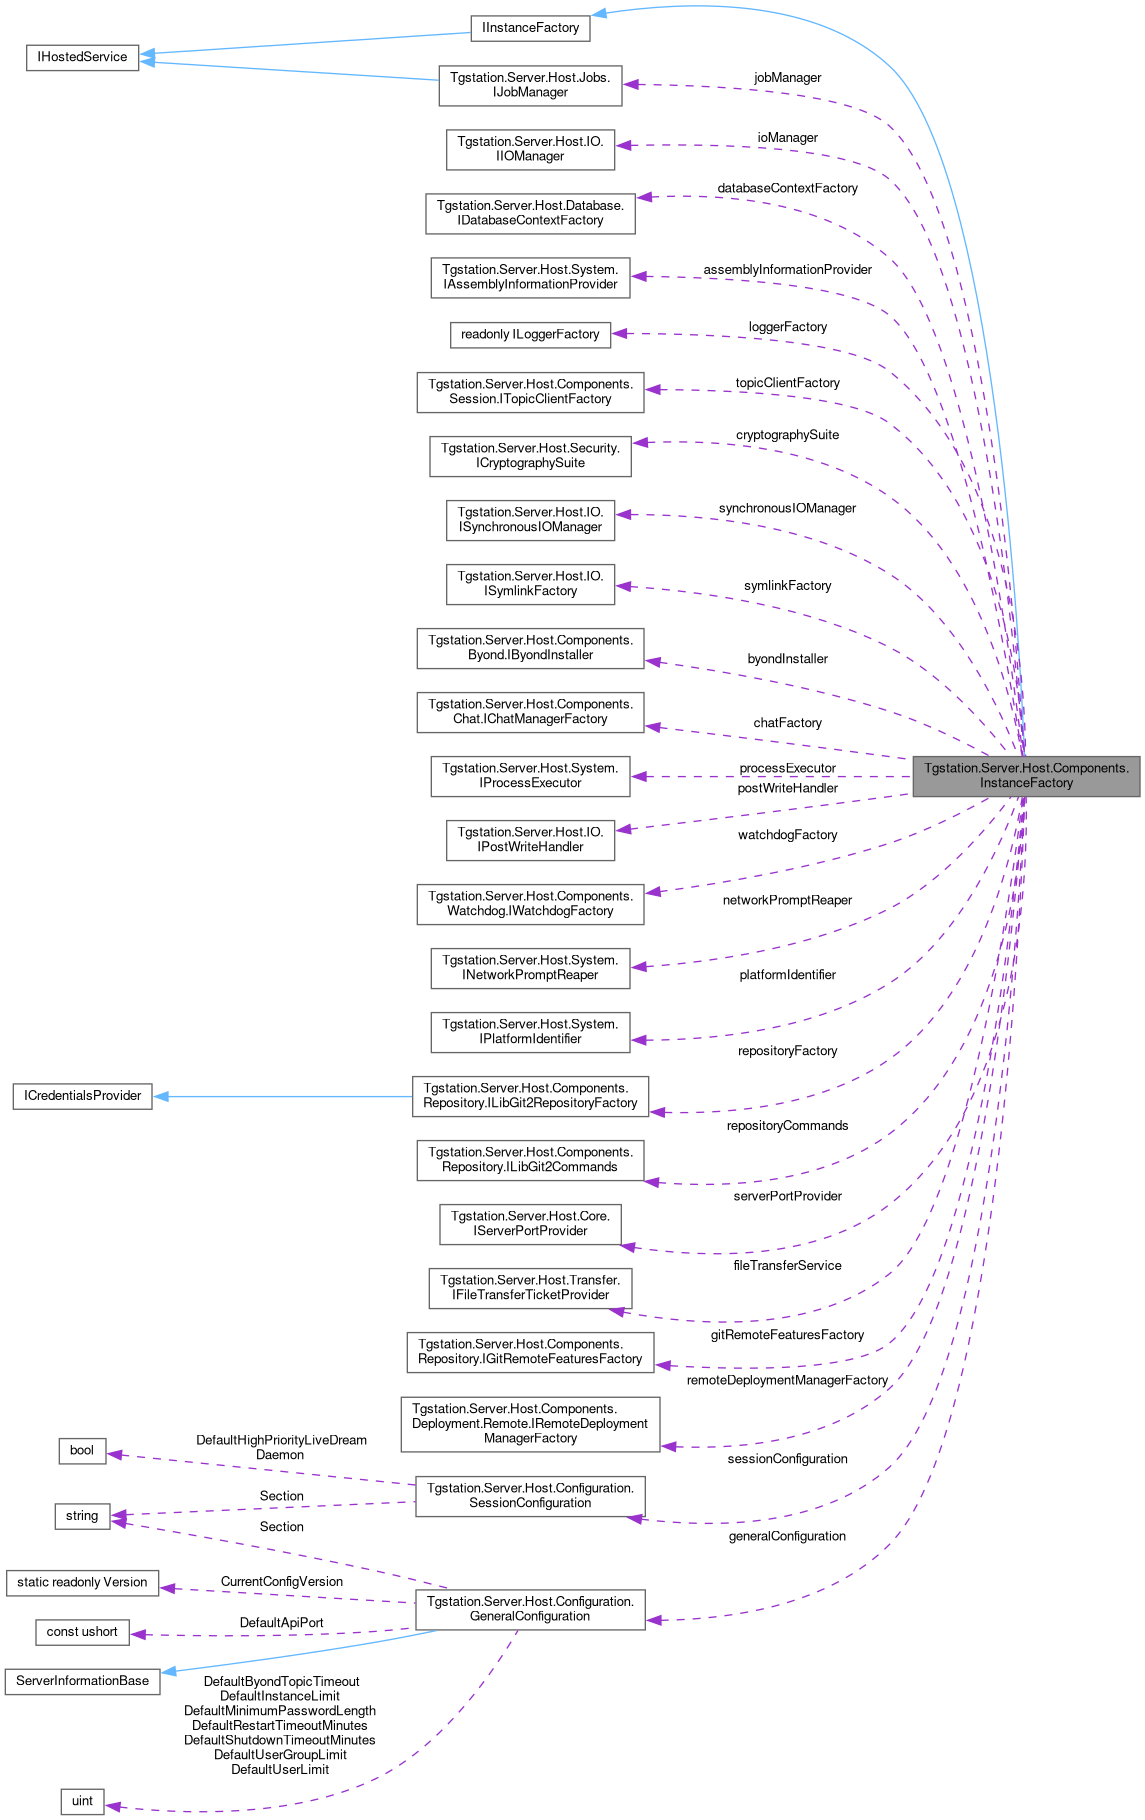 IInstanceFactory
IHostedService
Tgstation.Server.Host.Jobs.
IJobManager
jobManager
Tgstation.Server.Host.IO.
IIOManager
ioManager
Tgstation.Server.Host.Database.
IDatabaseContextFactory
databaseContextFactory
Tgstation.Server.Host.System.
IAssemblyInformationProvider
assemblyInformationProvider
readonly ILoggerFactory
loggerFactory
Tgstation.Server.Host.Components.
Session.ITopicClientFactory
topicClientFactory
Tgstation.Server.Host.Security.
ICryptographySuite
cryptographySuite
Tgstation.Server.Host.IO.
ISynchronousIOManager
synchronousIOManager
Tgstation.Server.Host.IO.
ISymlinkFactory
symlinkFactory
Tgstation.Server.Host.Components.
Byond.IByondInstaller
byondInstaller
Tgstation.Server.Host.Components.
Chat.IChatManagerFactory
chatFactory
Tgstation.Server.Host.System.
IProcessExecutor
processExecutor
Tgstation.Server.Host.Components.
InstanceFactory
postWriteHandler
Tgstation.Server.Host.IO.
IPostWriteHandler
watchdogFactory
Tgstation.Server.Host.Components.
Watchdog.IWatchdogFactory
networkPromptReaper
Tgstation.Server.Host.System.
INetworkPromptReaper
platformIdentifier
Tgstation.Server.Host.System.
IPlatformIdentifier
repositoryFactory
ICredentialsProvider
Tgstation.Server.Host.Components.
Repository.ILibGit2RepositoryFactory
repositoryCommands
Tgstation.Server.Host.Components.
Repository.ILibGit2Commands
serverPortProvider
Tgstation.Server.Host.Core.
IServerPortProvider
fileTransferService
Tgstation.Server.Host.Transfer.
IFileTransferTicketProvider
gitRemoteFeaturesFactory
Tgstation.Server.Host.Components.
Repository.IGitRemoteFeaturesFactory
remoteDeploymentManagerFactory
Tgstation.Server.Host.Components.
Deployment.Remote.IRemoteDeployment
ManagerFactory
sessionConfiguration
bool
DefaultHighPriorityLiveDream
Daemon
Tgstation.Server.Host.Configuration.
SessionConfiguration
Section
string
Section
generalConfiguration
static readonly Version
CurrentConfigVersion
Tgstation.Server.Host.Configuration.
GeneralConfiguration
const ushort
DefaultApiPort
ServerInformationBase
DefaultByondTopicTimeout
DefaultInstanceLimit
DefaultMinimumPasswordLength
DefaultRestartTimeoutMinutes
DefaultShutdownTimeoutMinutes
DefaultUserGroupLimit
DefaultUserLimit
uint